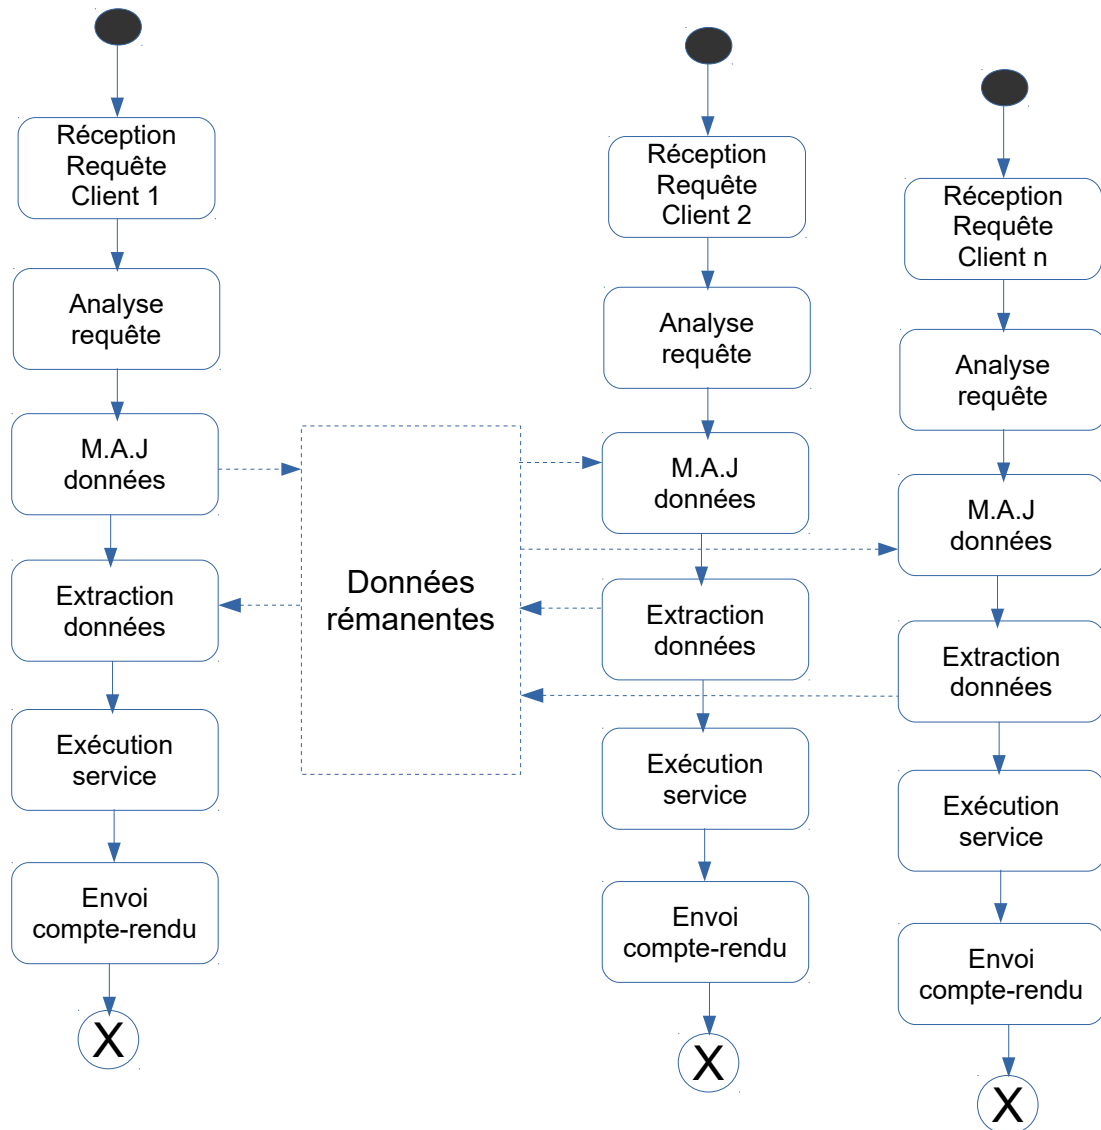 Réception
Requête
Client 1
Analyse
requête
M.A.J
données
Extraction
données
Exécution
service
Envoi
compte-rendu
X
Données
rémanentes
Réception
Requête
Client 2
Analyse
requête
M.A.J
données
Extraction
données
Exécution
service
Envoi
compte-rendu
X
Réception
Requête
Client n
Analyse
requête
M.A.J
données
Extraction
données
Exécution
service
Envoi
compte-rendu
X